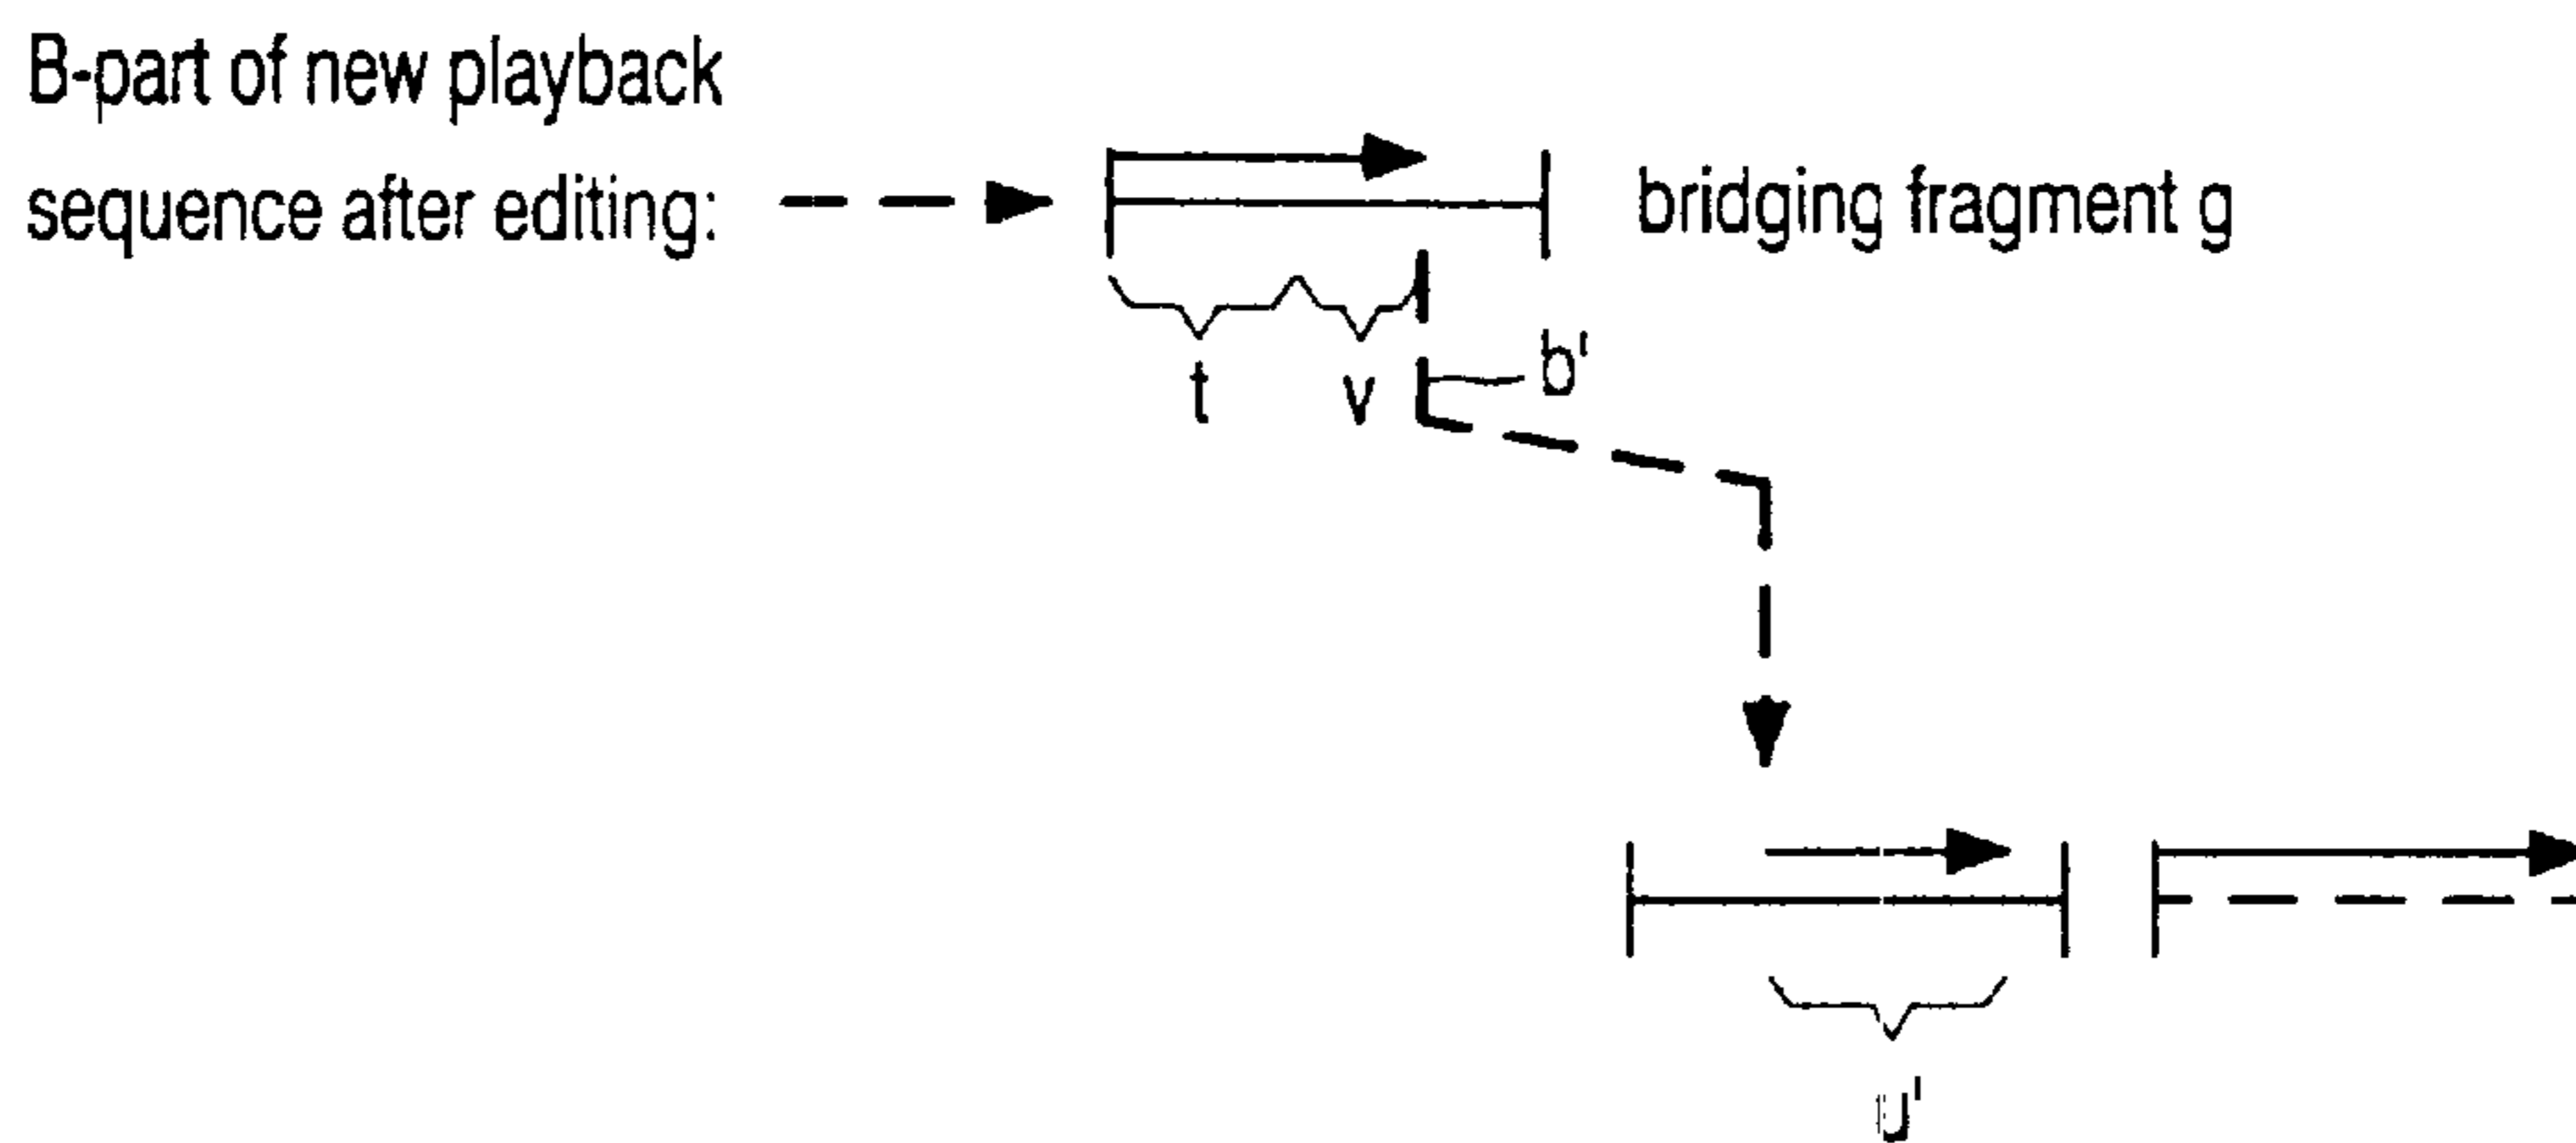 B-part of new playback
sequence after editing:
bridging fragment g
t
v
b'
u'